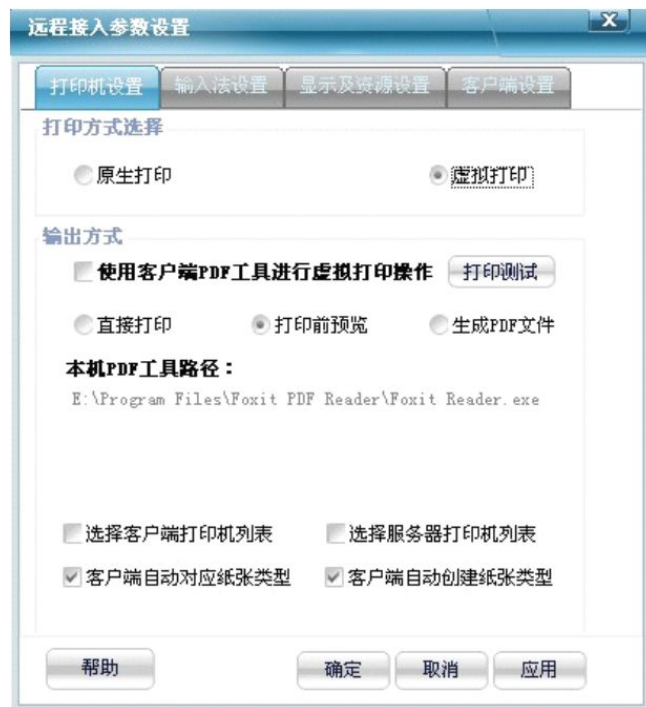 远程接入参数设置
打印机设置 输入法设置 显示及资源设置 客户端设置
打印方式选择
原生打印 虚拟打印
输出方式
使用客户端PDF工具进行虚拟打印操作 打印测试
直接打印 打印前预览 生成PDF文件
本机PDF工具路径：
E:\Program Files\Foxit PDF Reader\Foxit Reader.exe
选择客户端打印机列表 选择服务器打印机列表
客户端自动对应纸张类型 客户端自动创建纸张类型
帮助 确定 取消 应用